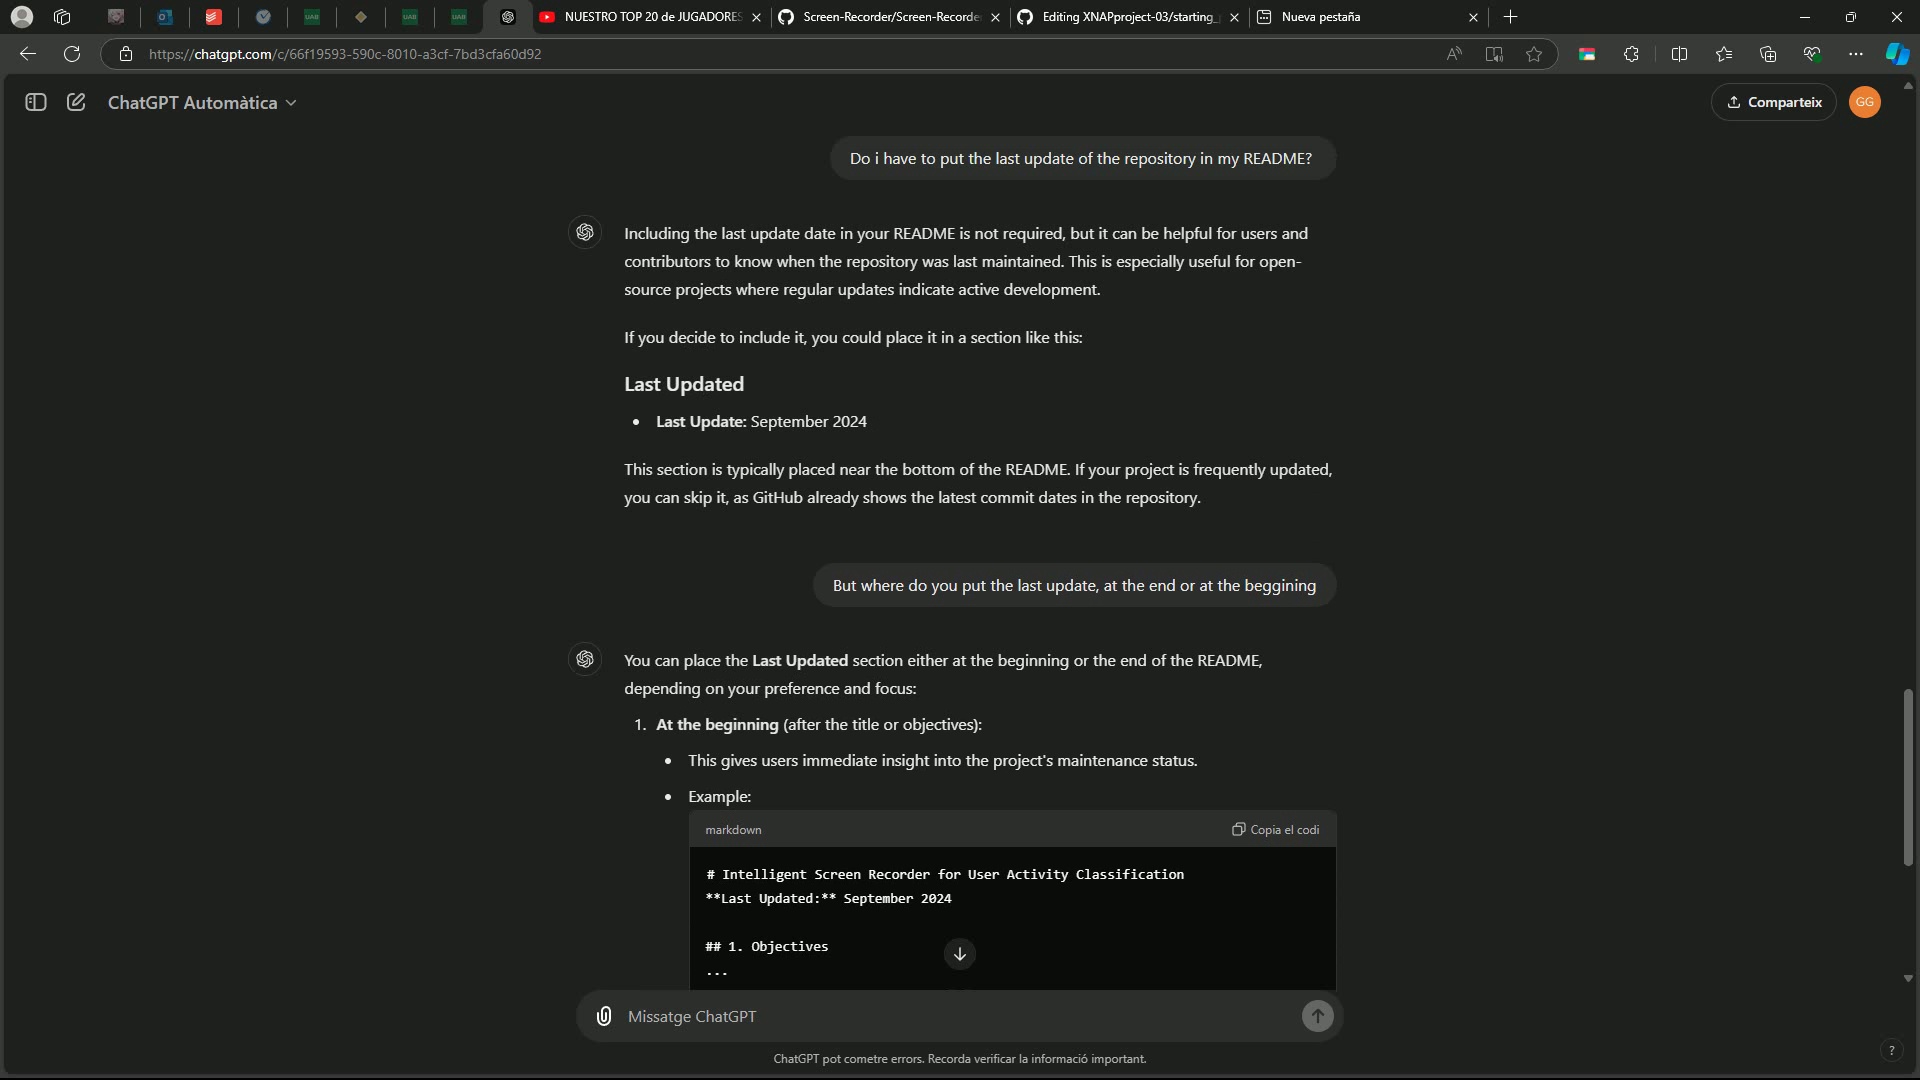 NUESTRO TOP 20 de JUGADORES
Screen-Recorder/Screen-Recorde
Editing XNAPproject-03/starting_
Nueva pestaña
https://chatgpt.com/c/66f19593-590c-8010-a3cf-7bd3cfa60d92
ChatGPT Automàtica
Comparteix
GG
Do i have to put the last update of the repository in my README?
Including the last update date in your README is not required, but it can be helpful for users and
contributors to know when the repository was last maintained. This is especially useful for open-
source projects where regular updates indicate active development.
If you decide to include it, you could place it in a section like this:
Last Updated
• Last Update: September 2024
This section is typically placed near the bottom of the README. If your project is frequently updated,
you can skip it, as GitHub already shows the latest commit dates in the repository.
But where do you put the last update, at the end or at the beggining
You can place the Last Updated section either at the beginning or the end of the README,
depending on your preference and focus:
1. At the beginning (after the title or objectives):
• This gives users immediate insight into the project's maintenance status.
• Example:
markdown
Copia el codi
# Intelligent Screen Recorder for User Activity Classification
**Last Updated:** September 2024
## 1. Objectives
...
Missatge ChatGPT
ChatGPT pot cometre errors. Recorda verificar la informació important.
?